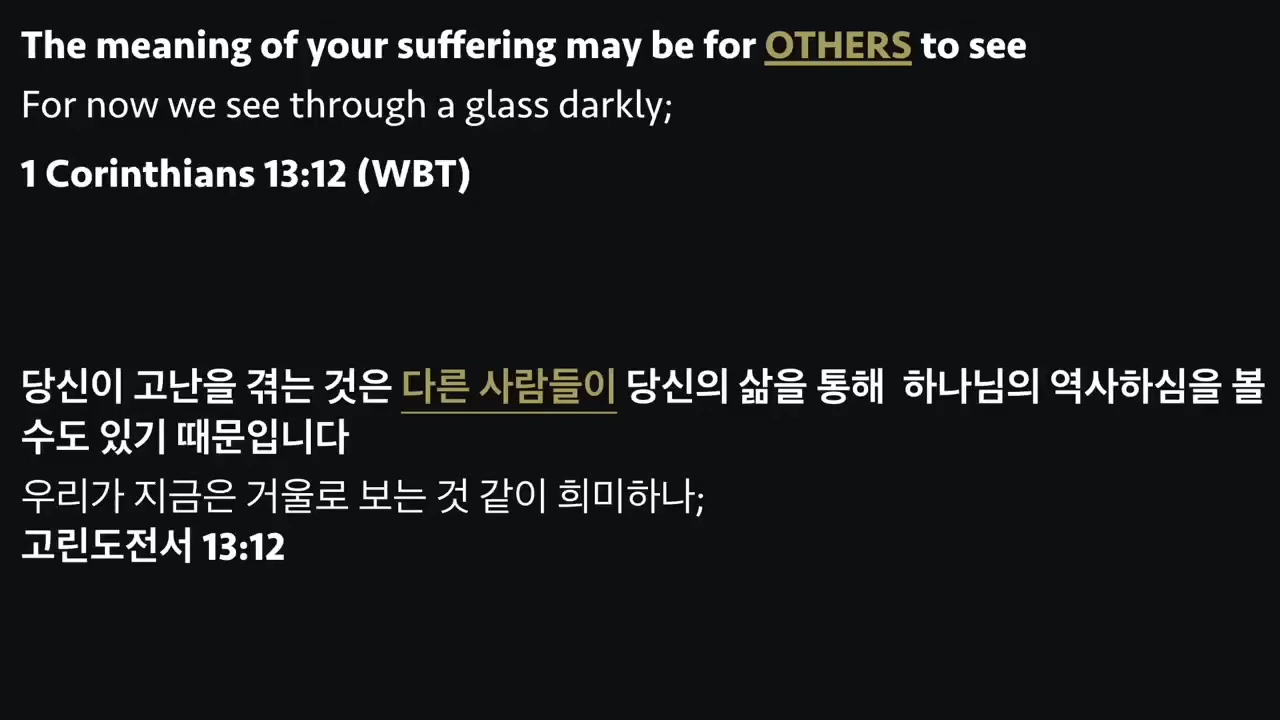 The meaning of your suffering may be for OTHERS to see
For now we see through a glass darkly;
1 Corinthians 13:12 (WBT)
당신이 고난을 겪는 것은 다른 사람들이 당신의 삶을 통해 하나님의 역사하심을 볼
수도 있기 때문입니다
우리가 지금은 거울로 보는 것 같이 희미하나;
고린도전서 13:12